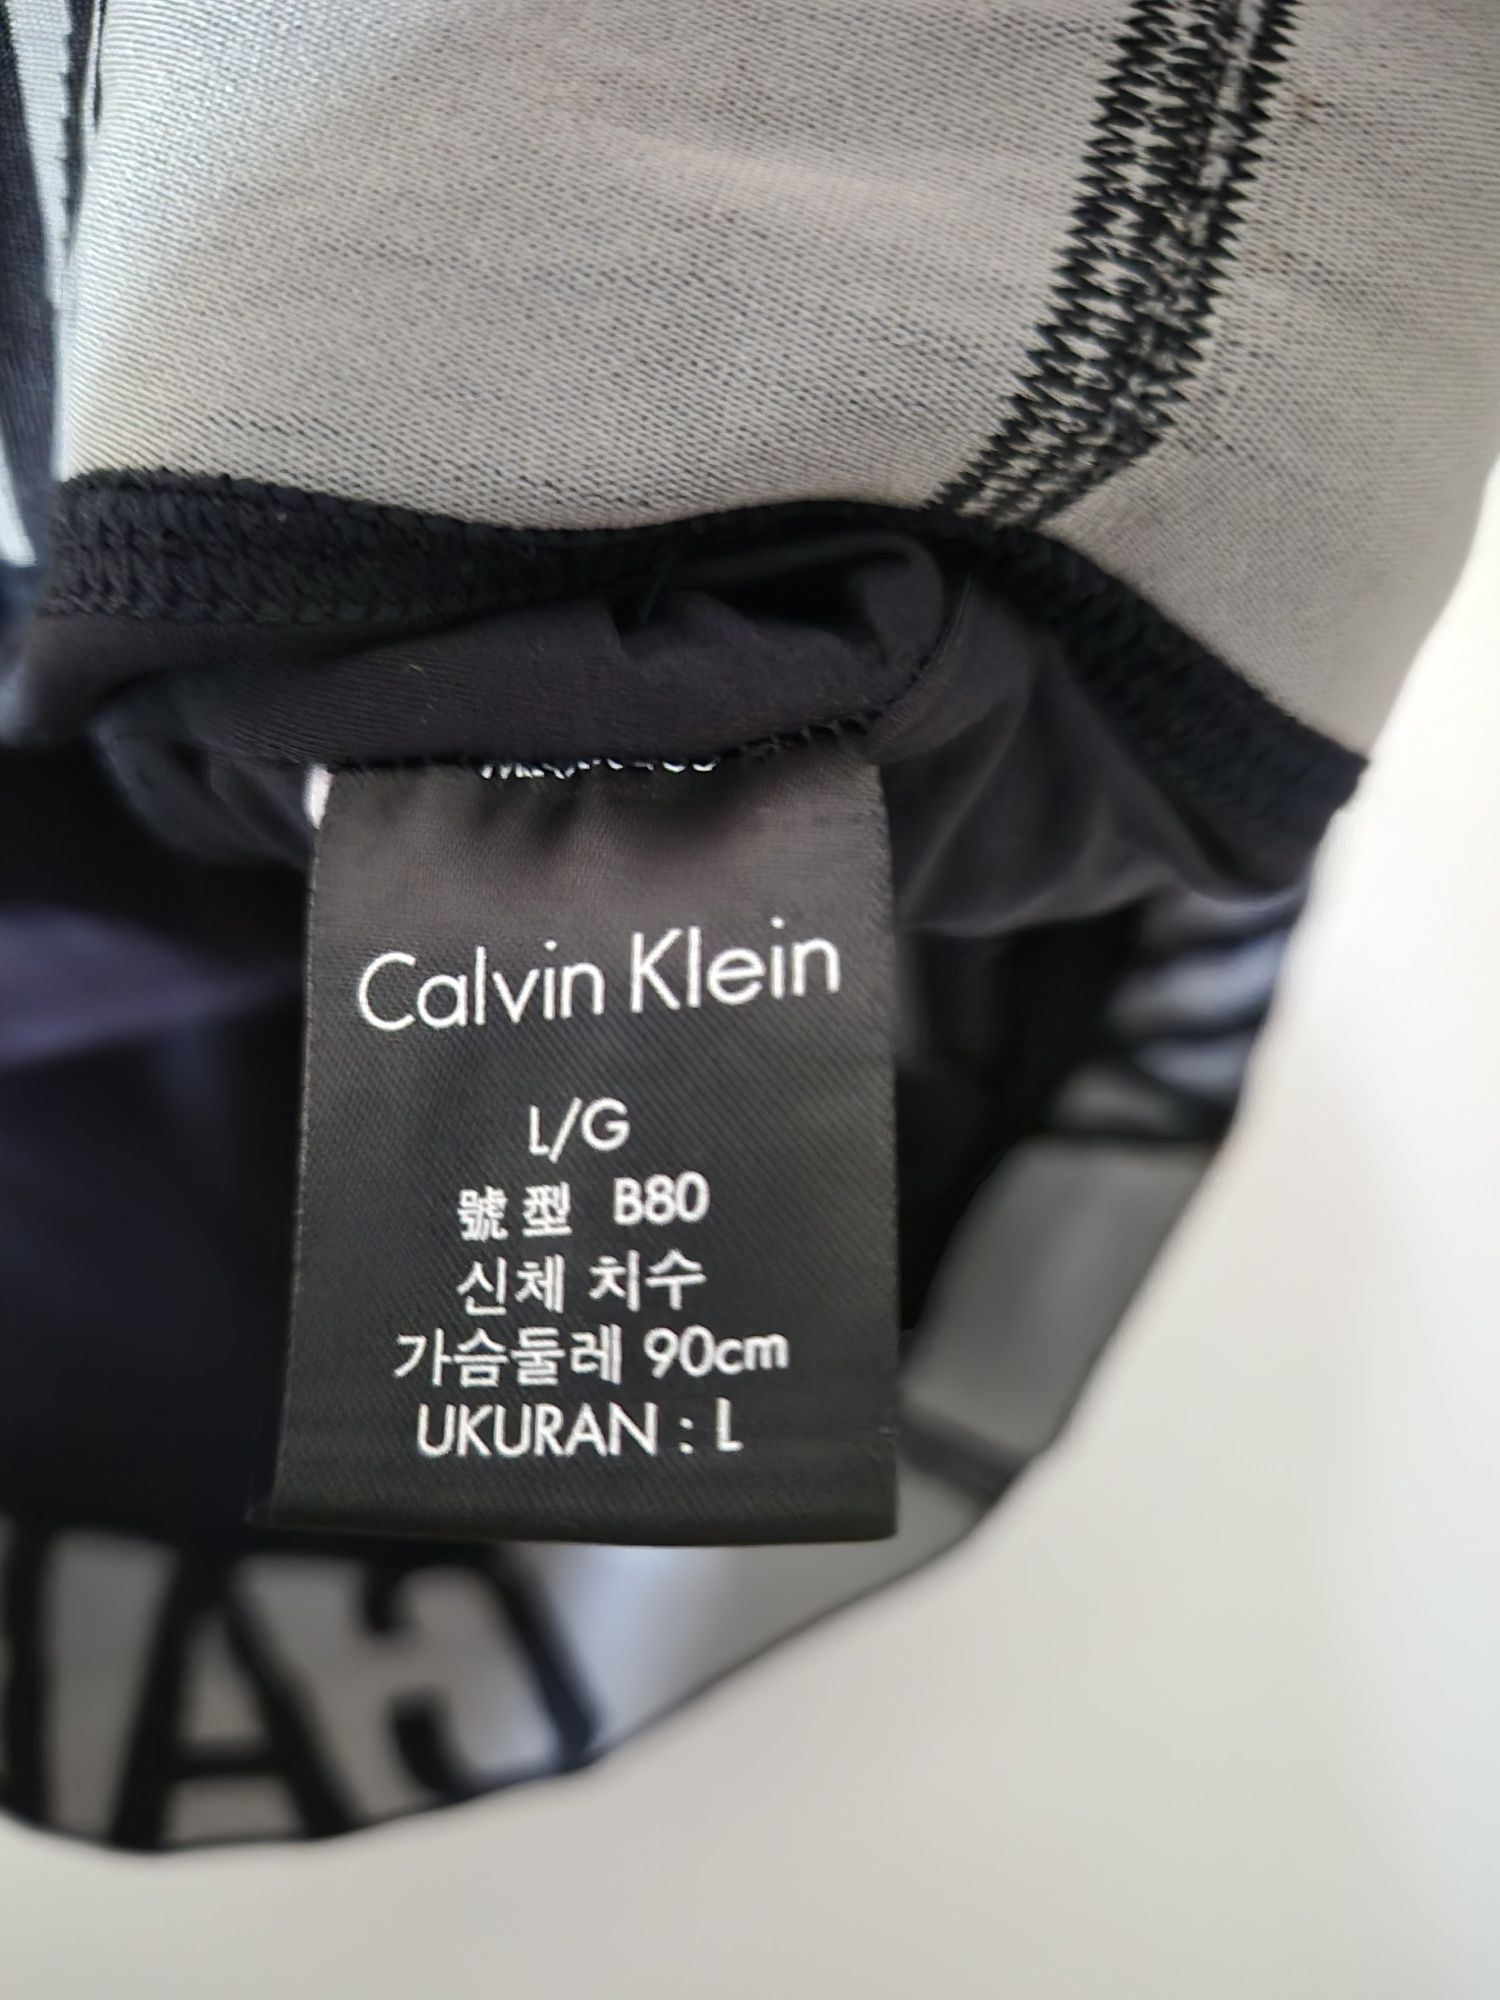 Calvin Klein
L/G
號型 B80
신체 치수
가슴둘레 90cm
UKURAN : L